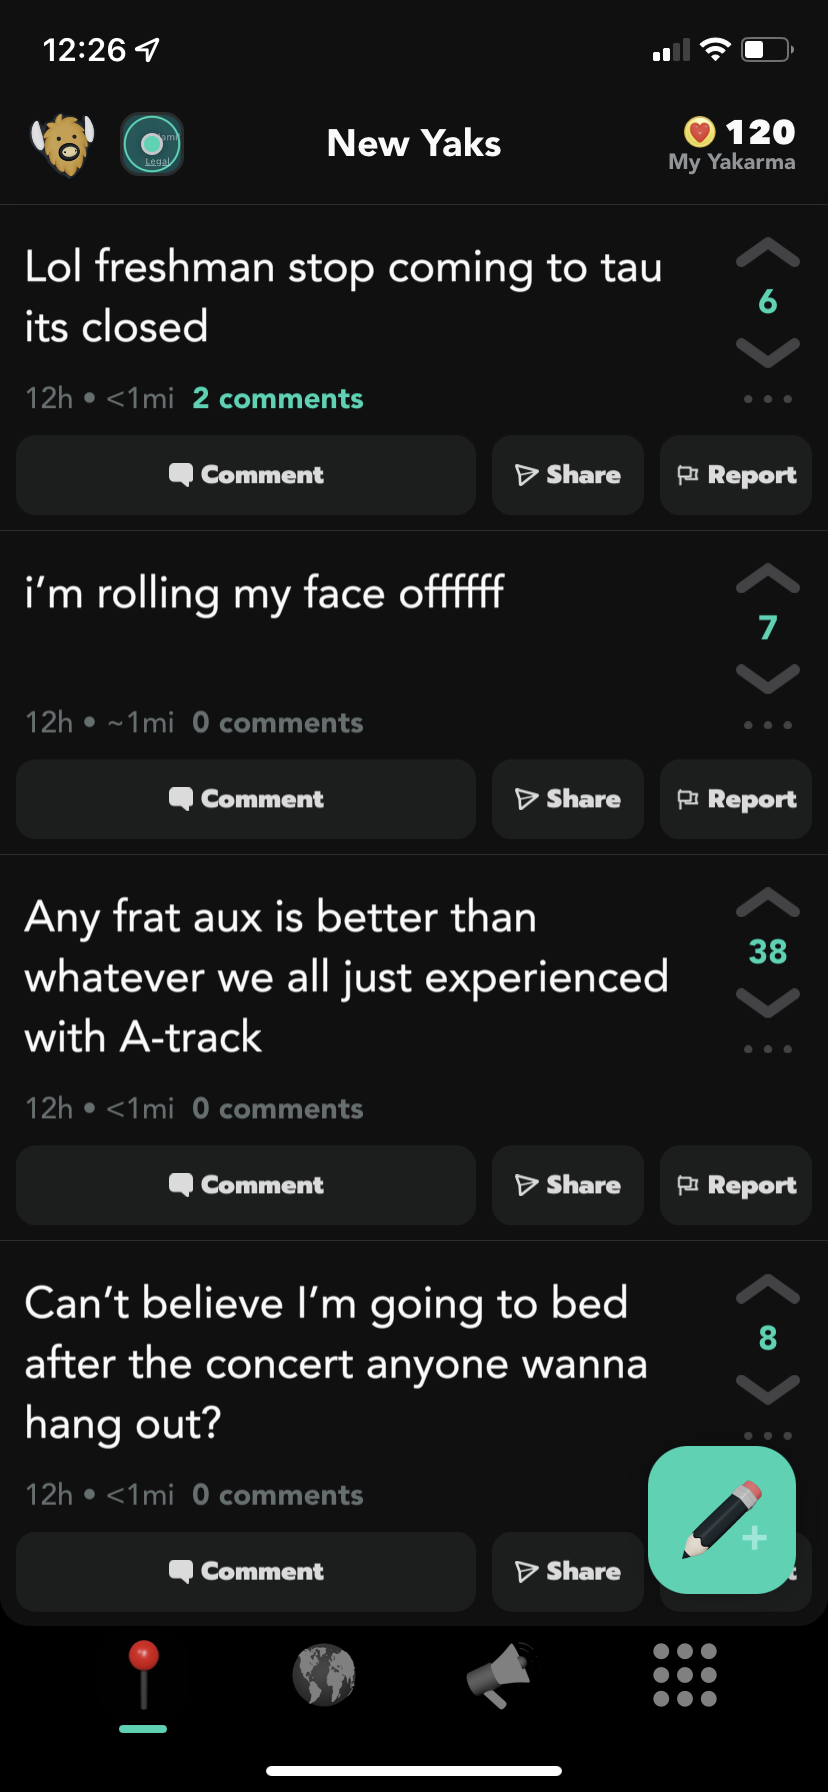 12:26
Legal
New Yaks
120
My Yakarma
Lol freshman stop coming to tau
its closed
6
12h • <1mi 2 comments
Comment
Share
Report
i’m rolling my face offffff
7
12h • ~1mi 0 comments
Comment
Share
Report
Any frat aux is better than
whatever we all just experienced
with A-track
38
12h • <1mi 0 comments
Comment
Share
Report
Can’t believe I’m going to bed
after the concert anyone wanna
hang out?
8
12h • <1mi 0 comments
Comment
Share